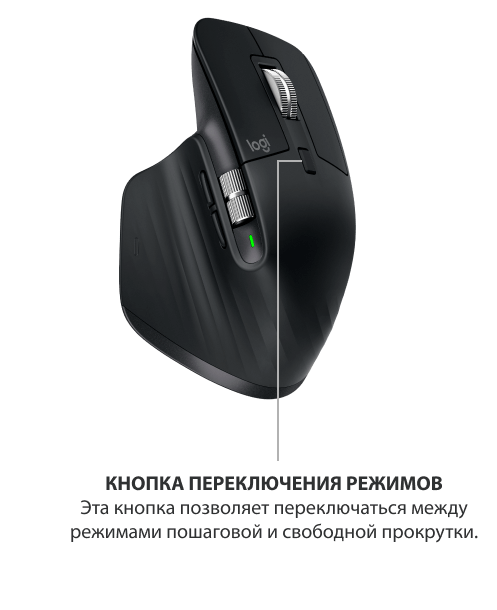 logi
КНОПКА ПЕРЕКЛЮЧЕНИЯ РЕЖИМОВ
Эта кнопка позволяет переключаться между
режимами пошаговой и свободной прокрутки.